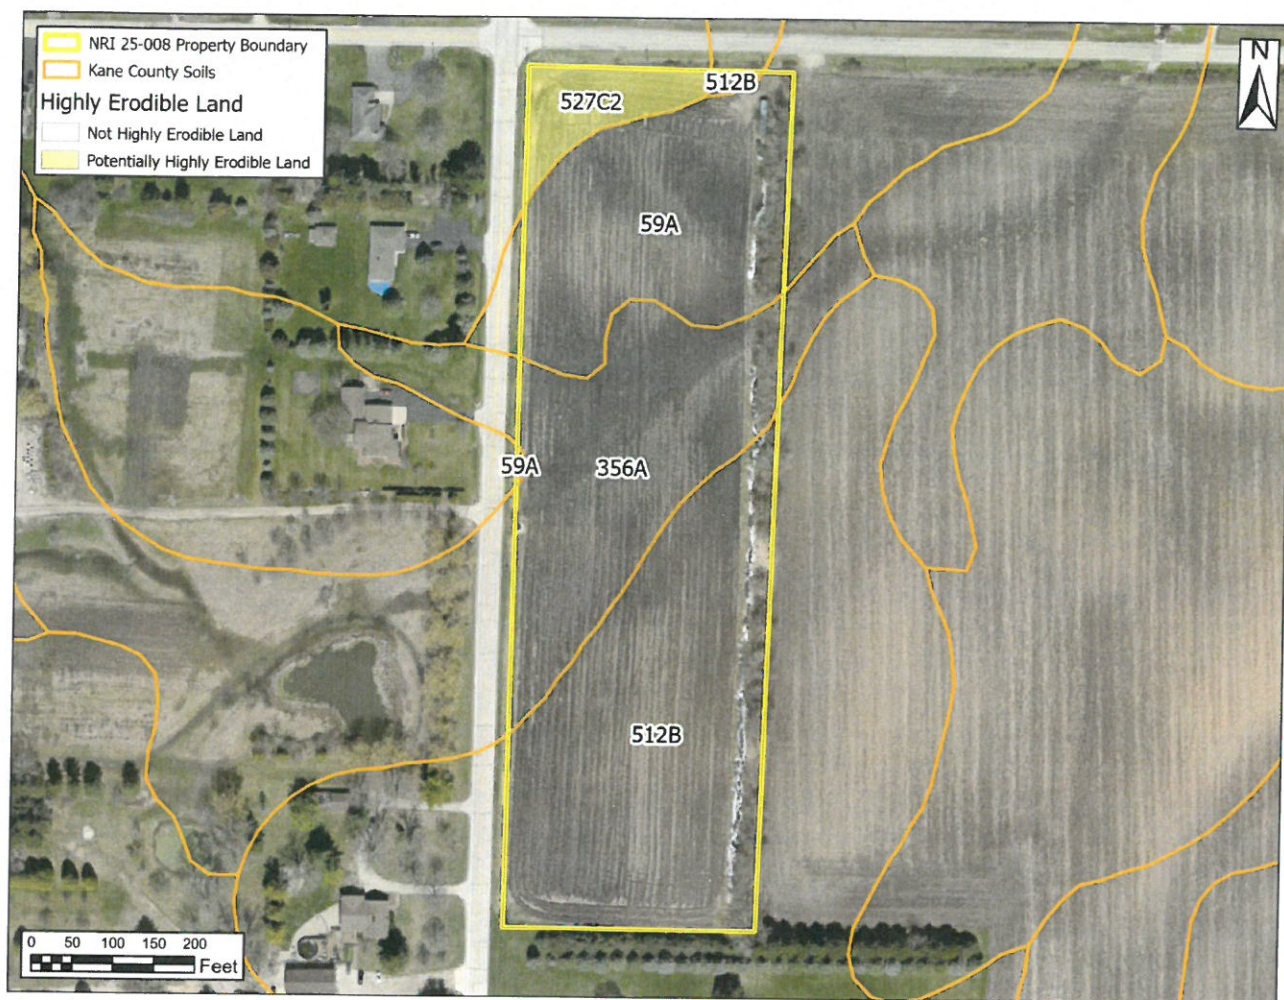 NRI 25-008 Property Boundary
Kane County Soils
Highly Erodible Land
Not Highly Erodible Land
Potentially Highly Erodible Land
N
512B
527C2
59A
59A
356A
512B
0 50 100 150 200
Feet